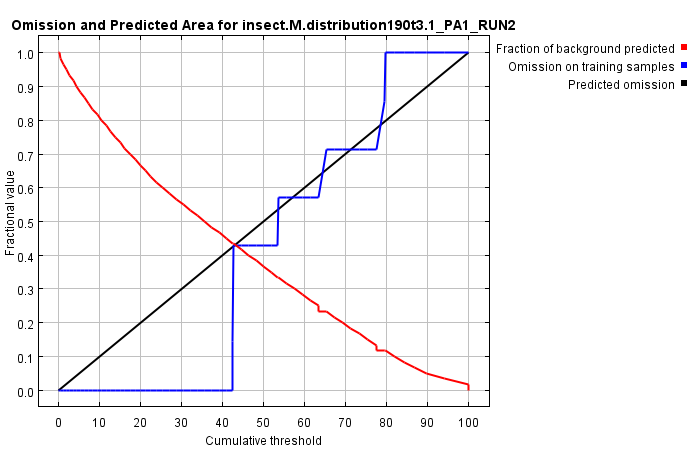 Omission and Predicted Area for insect.M.distribution190t3.1_PA1_RUN2
Fraction of background predicted
Omission on training samples
Predicted omission
Fractional value
1.0
0.9
0.8
0.7
0.6
0.5
0.4
0.3
0.2
0.1
0.0
0 10 20 30 40 50 60 70 80 90 100
Cumulative threshold